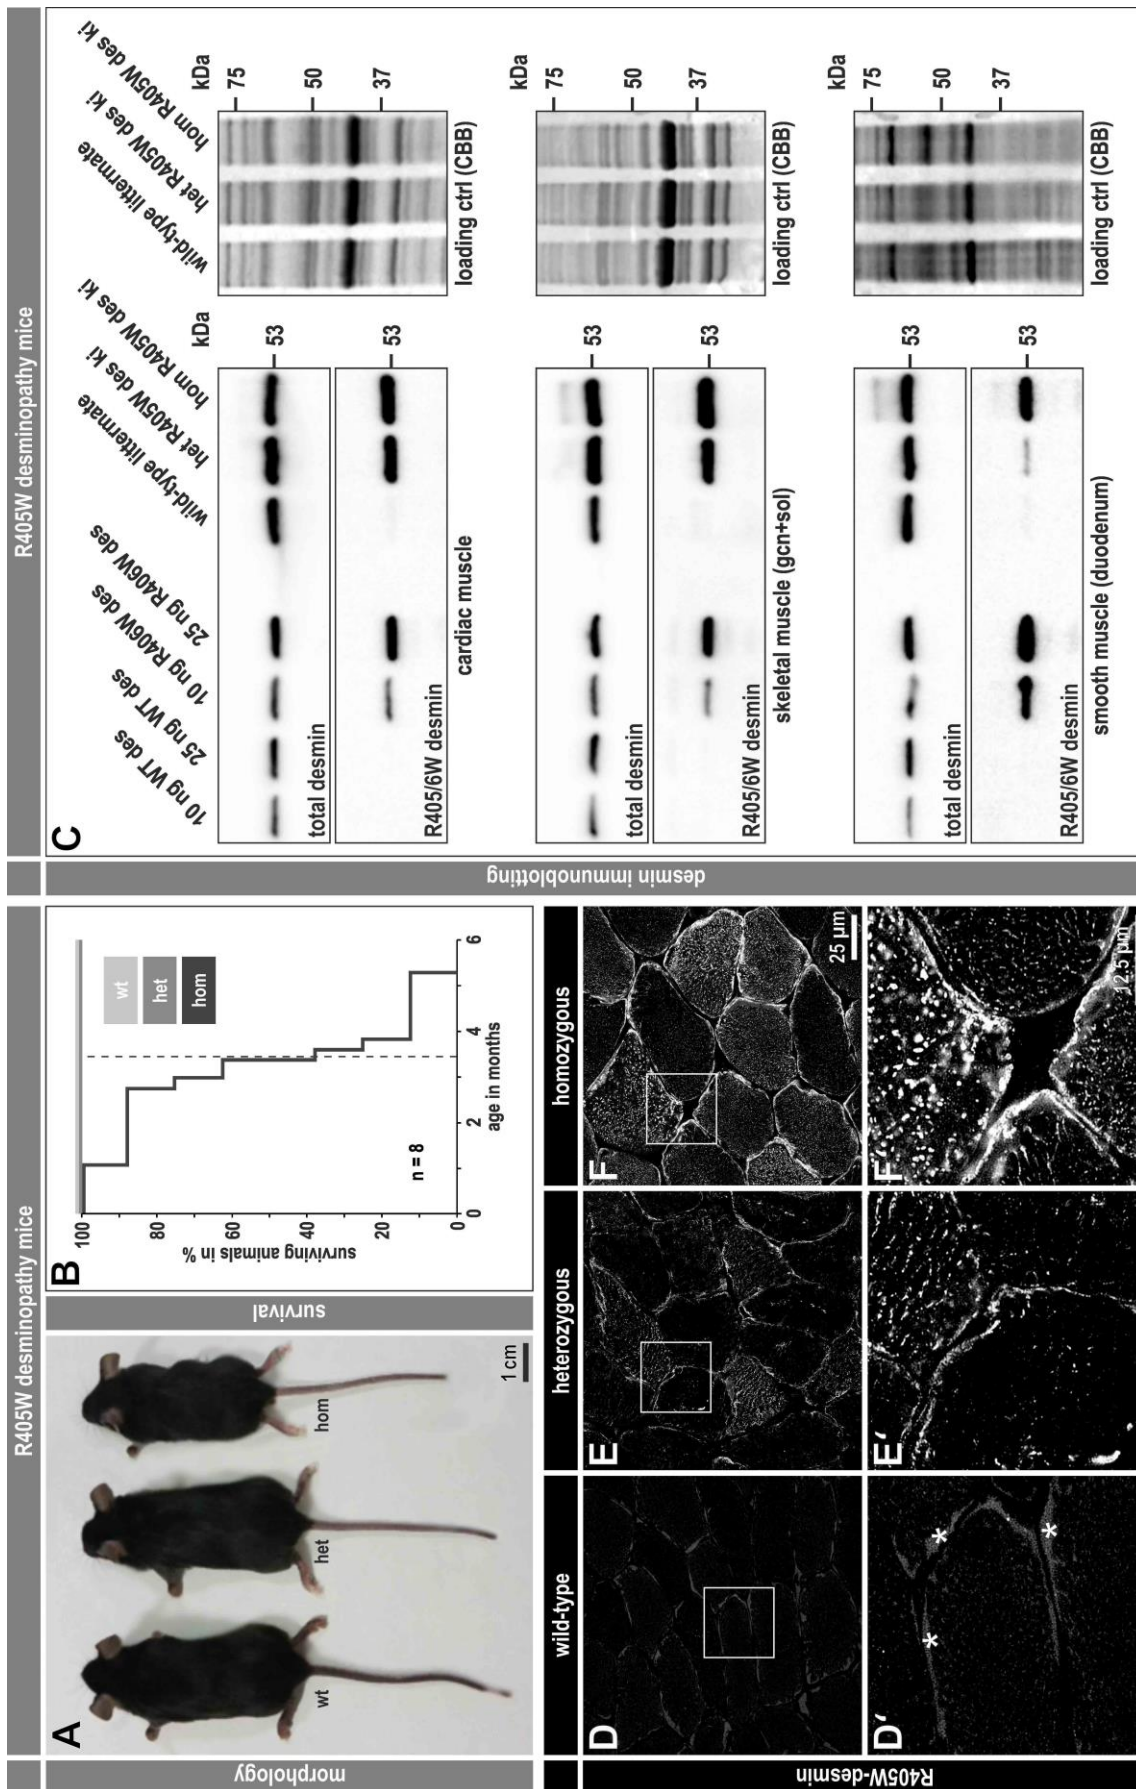 R405W desminopathy mice
morphology
A
wt
het
hom
1 cm
survival
B
surviving animals in %
100
80
60
40
20
0
0
2
4
6
age in months
n = 8
wt
het
hom
R405W-desmin
wild-type
heterozygous
homozygous
D
E
F
25 µm
D‘
*
*
*
E‘
F‘
12.5 µm
R405W desminopathy mice
desmin immunoblotting
C
10 ng WT des
25 ng WT des
10 ng R406W des
25 ng R406W des
wild-type littermate
het R405W des ki
hom R405W des ki
kDa
wild-type littermate
het R405W des ki
hom R405W des ki
kDa
total desmin
53
R405/6W desmin
53
75
50
37
cardiac muscle
loading ctrl (CBB)
kDa
total desmin
53
R405/6W desmin
53
75
50
37
skeletal muscle (gcn+sol)
loading ctrl (CBB)
kDa
total desmin
53
R405/6W desmin
53
75
50
37
smooth muscle (duodenum)
loading ctrl (CBB)